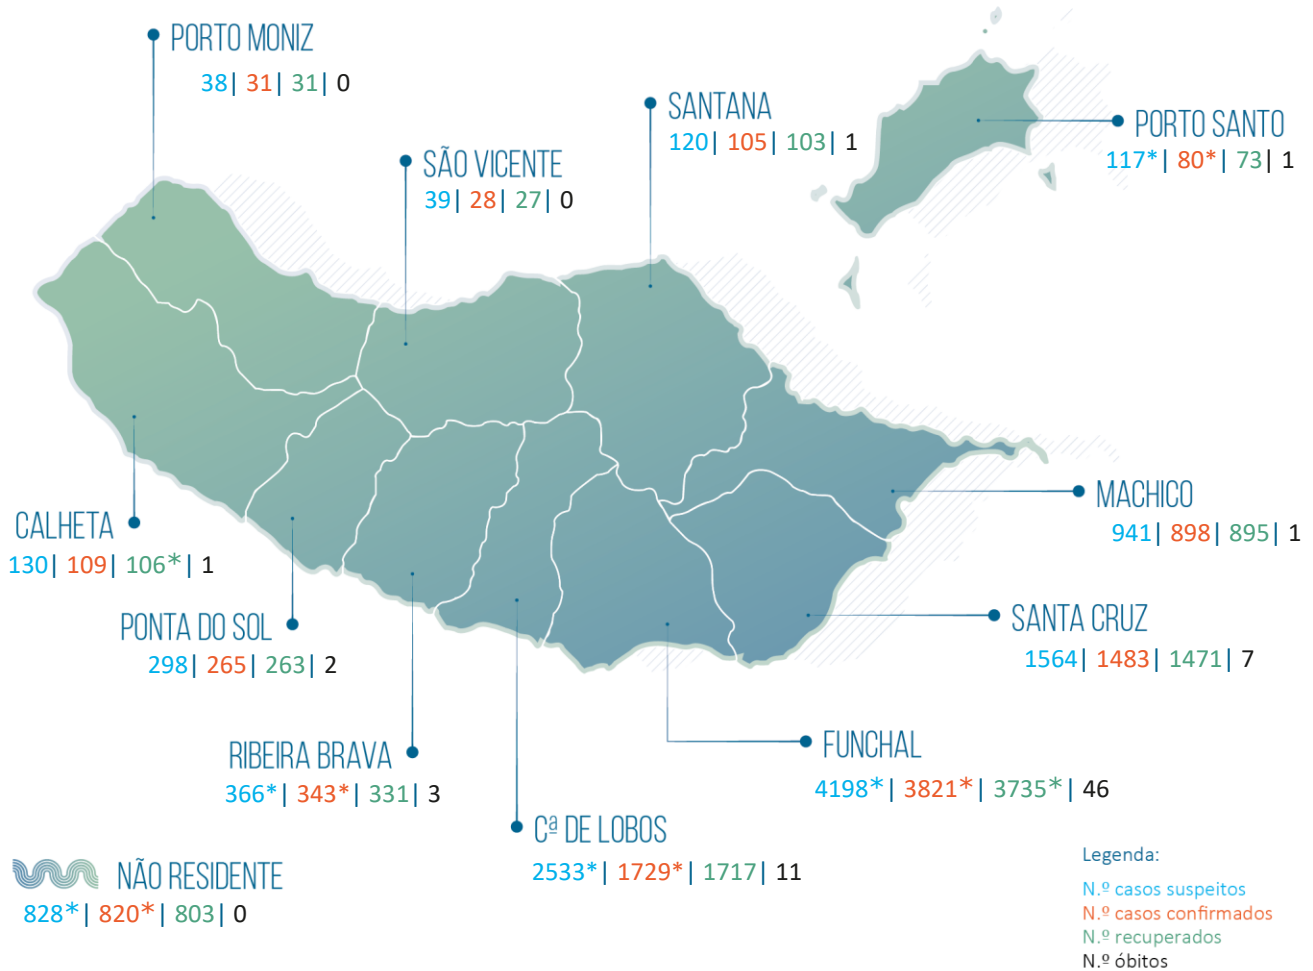 PORTO MONIZ
38| 31| 31| 0
SANTANA
120| 105| 103| 1
PORTO SANTO
117*| 80*| 73| 1
SÃO VICENTE
39| 28| 27| 0
MACHICO
941| 898| 895| 1
CALHETA
130| 109| 106*| 1
SANTA CRUZ
1564| 1483| 1471| 7
PONTA DO SOL
298| 265| 263| 2
FUNCHAL
4198*| 3821*| 3735*| 46
RIBEIRA BRAVA
366*| 343*| 331| 3
Cª DE LOBOS
2533*| 1729*| 1717| 11
NÃO RESIDENTE
828*| 820*| 803| 0
Legenda:
N.º casos suspeitos
N.º casos confirmados
N.º recuperados
N.º óbitos